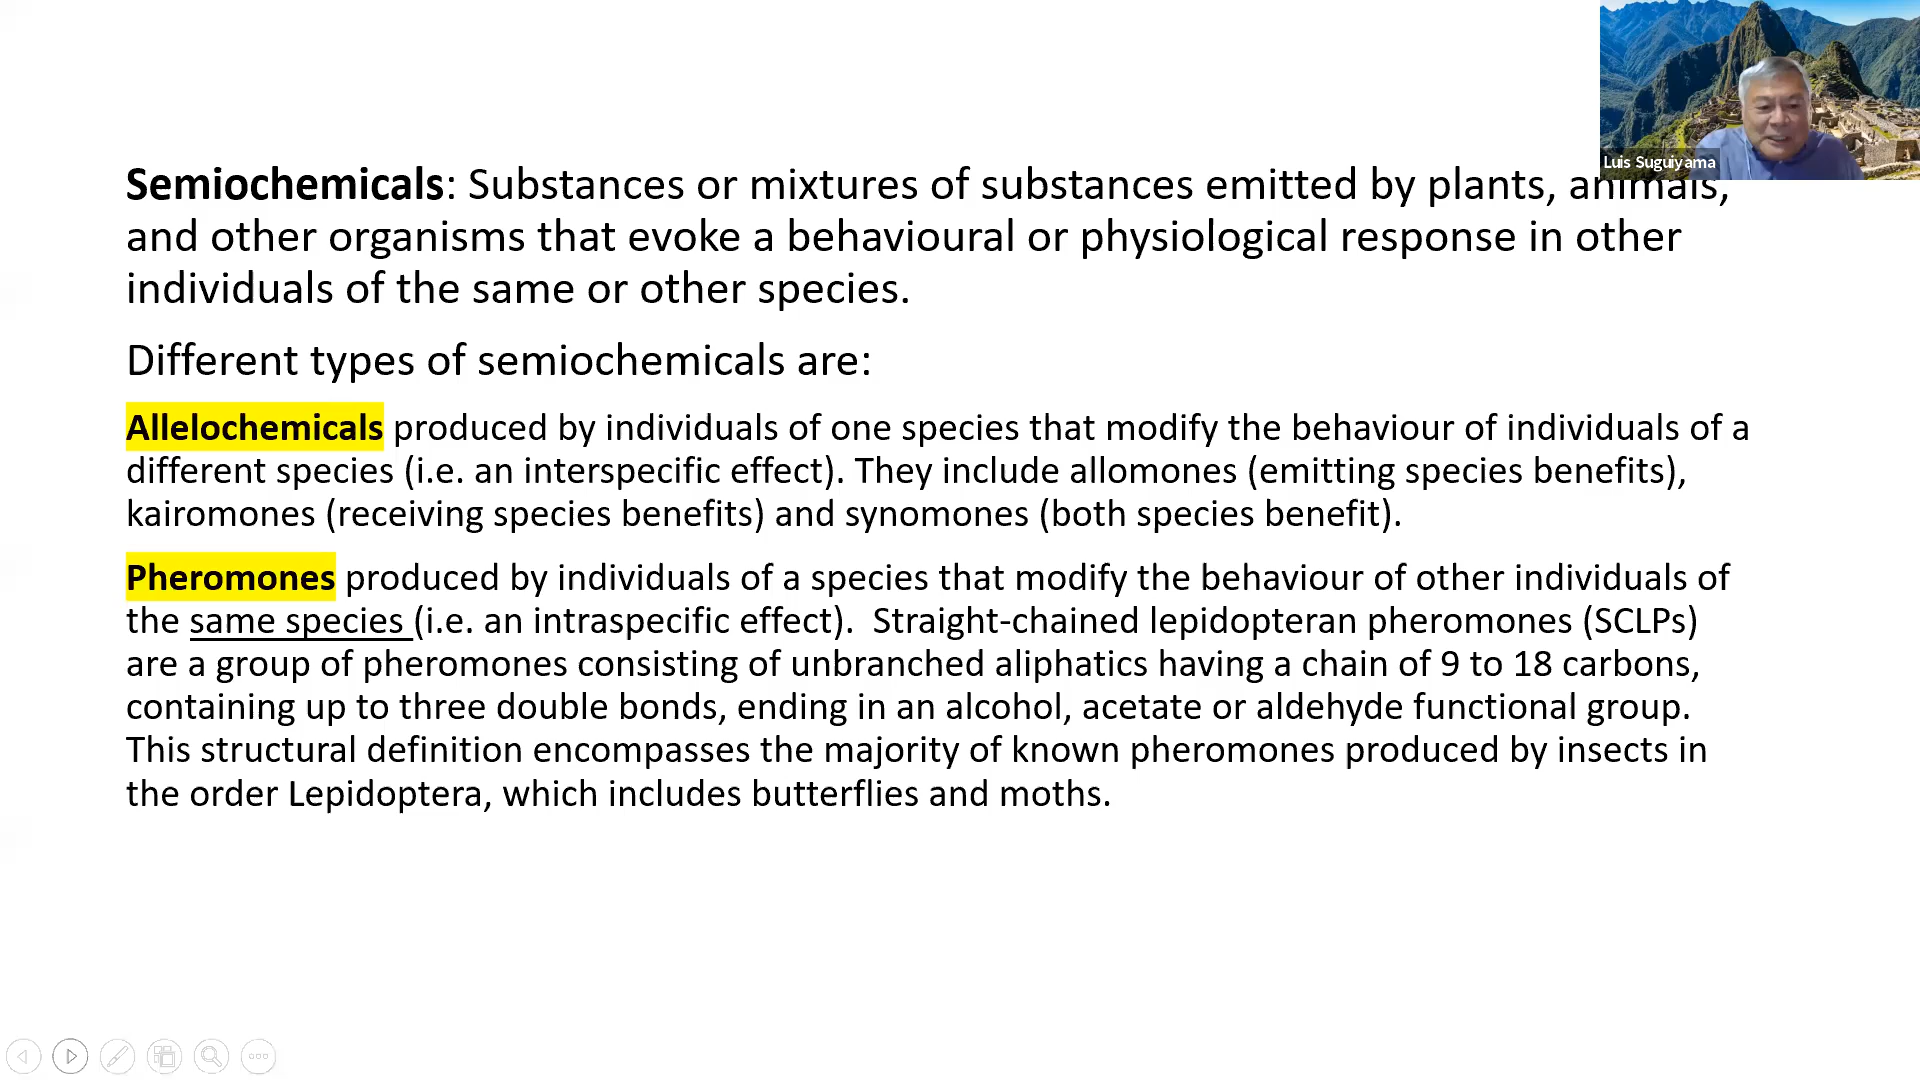 Luis Suguiyama
Semiochemicals: Substances or mixtures of substances emitted by plants, animals,
and other organisms that evoke a behavioural or physiological response in other
individuals of the same or other species.
Different types of semiochemicals are:
Allelochemicals produced by individuals of one species that modify the behaviour of individuals of a
different species (i.e. an interspecific effect). They include allomones (emitting species benefits),
kairomones (receiving species benefits) and synomones (both species benefit).
Pheromones produced by individuals of a species that modify the behaviour of other individuals of
the same species (i.e. an intraspecific effect).  Straight-chained lepidopteran pheromones (SCLPs)
are a group of pheromones consisting of unbranched aliphatics having a chain of 9 to 18 carbons,
containing up to three double bonds, ending in an alcohol, acetate or aldehyde functional group.
This structural definition encompasses the majority of known pheromones produced by insects in
the order Lepidoptera, which includes butterflies and moths.